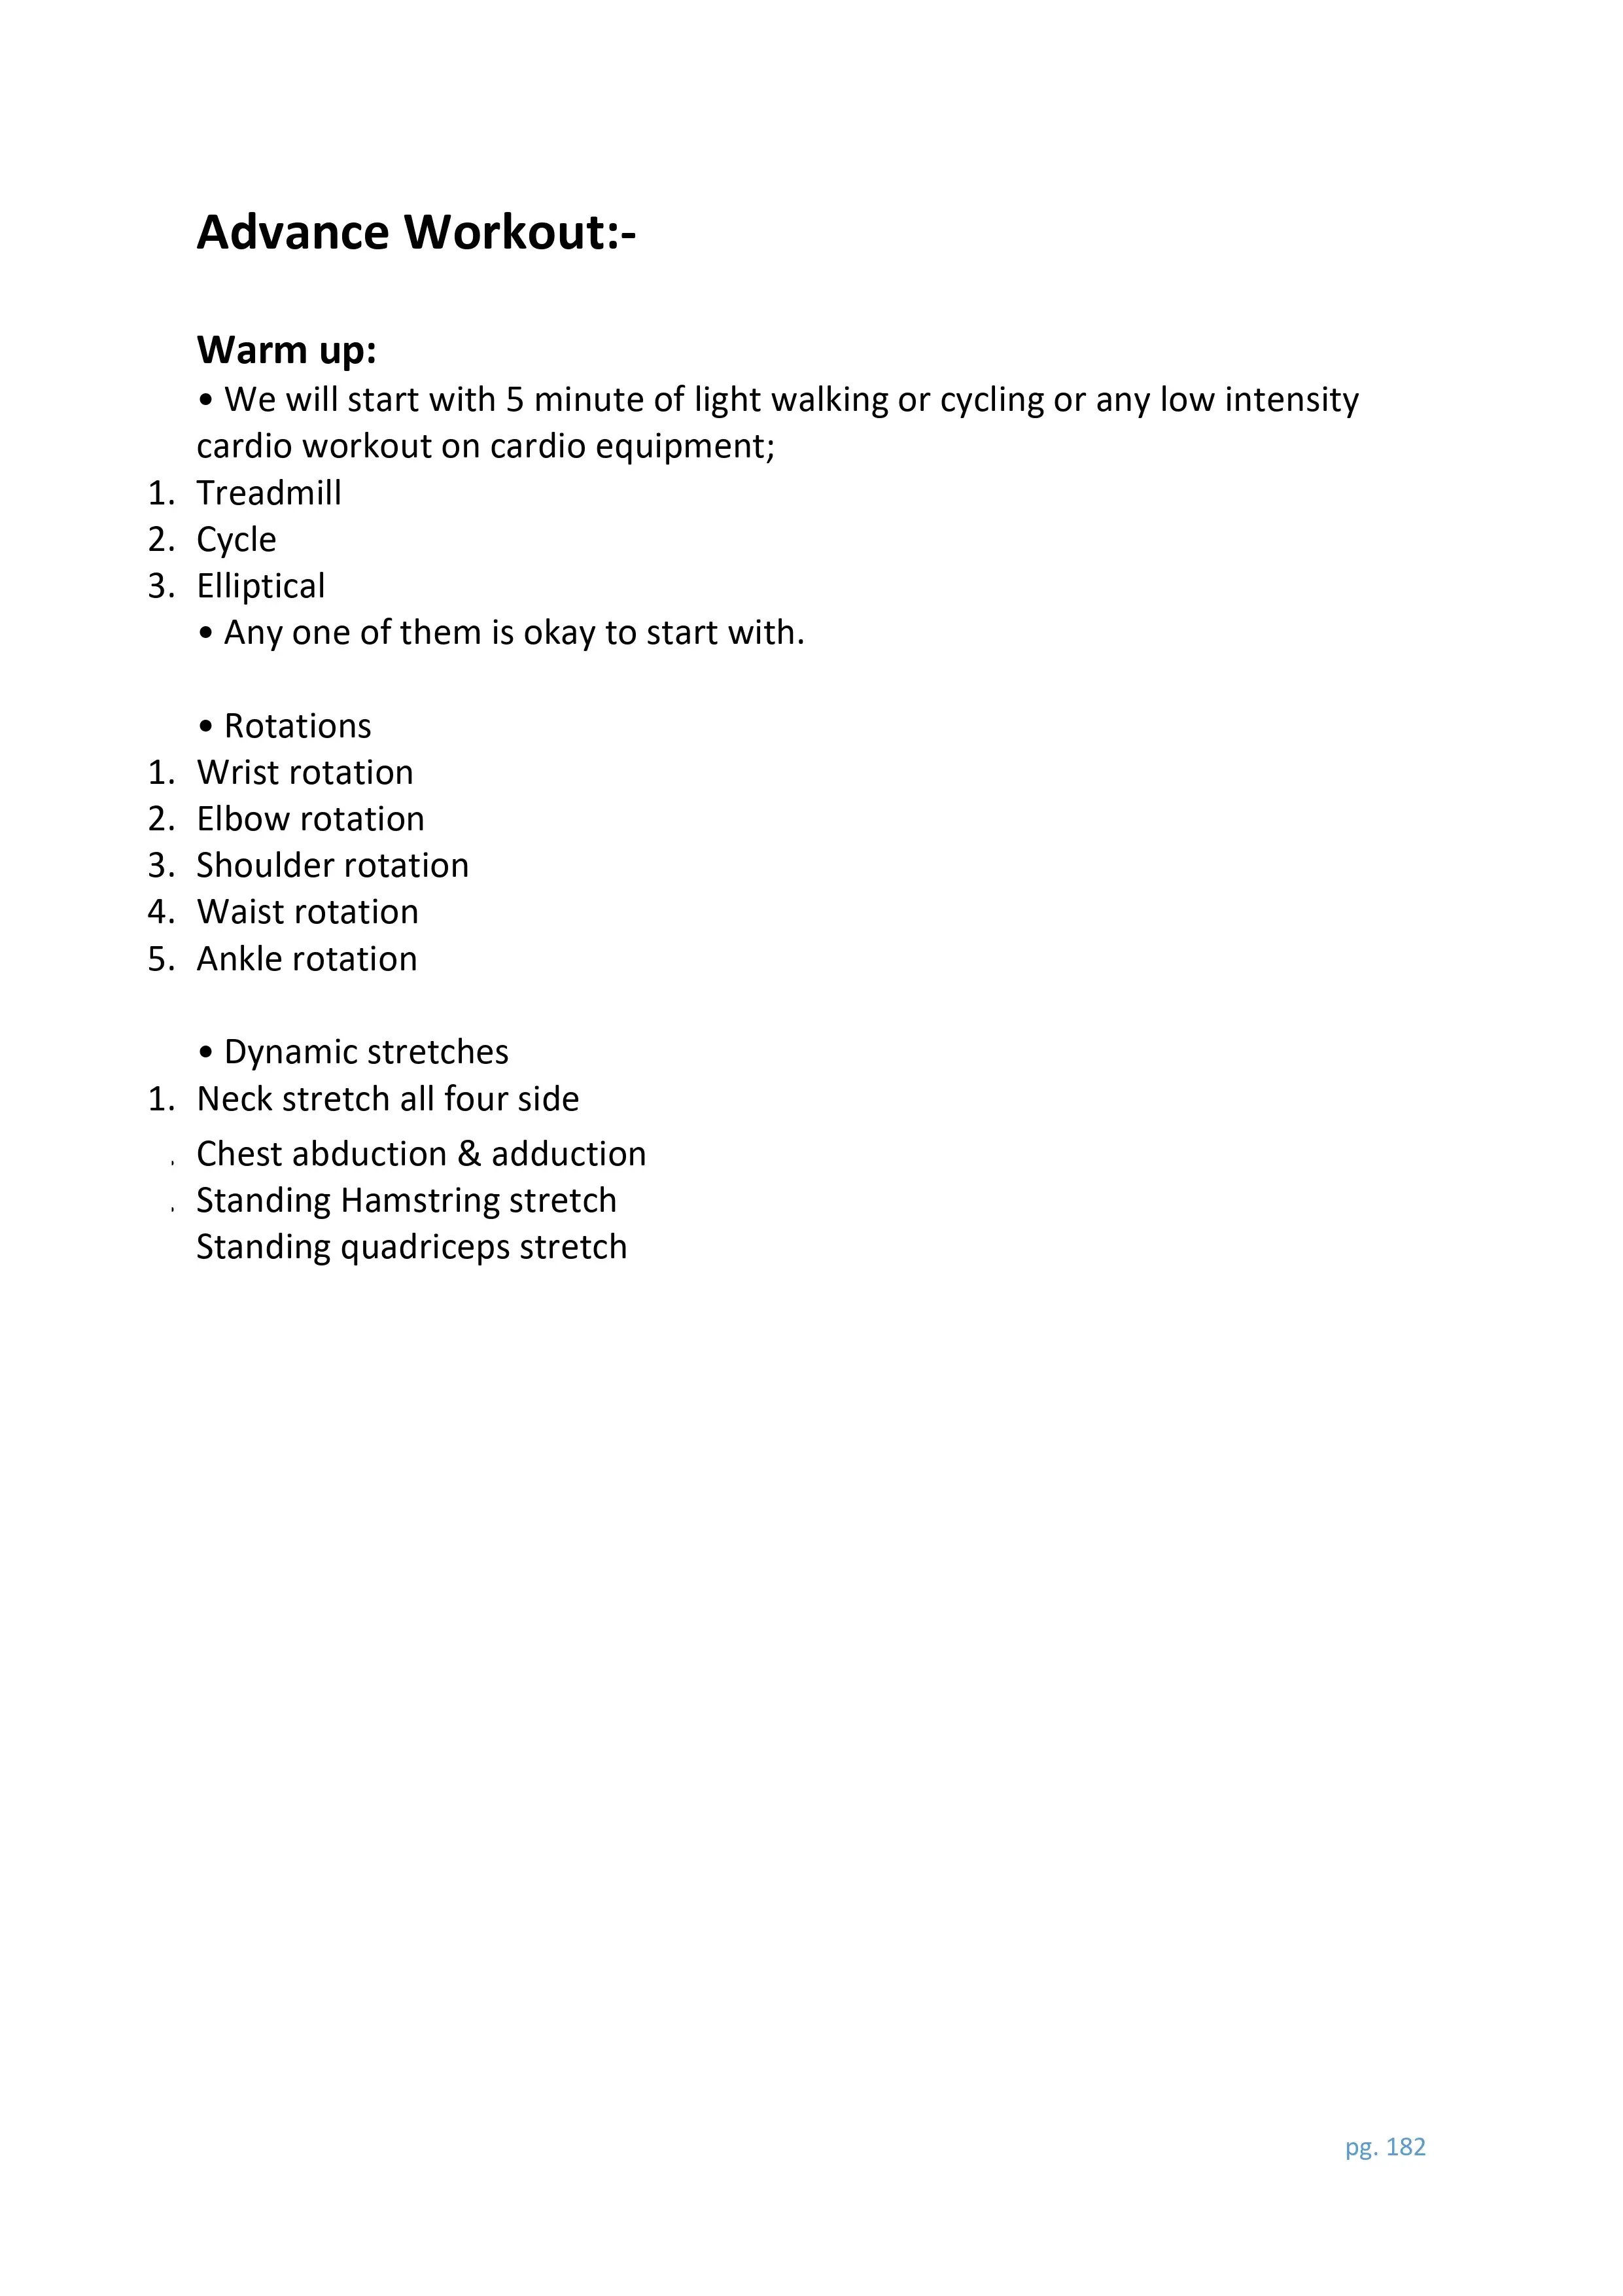 Advance Workout:-
Warm up:
• We will start with 5 minute of light walking or cycling or any low intensity
cardio workout on cardio equipment;
1. Treadmill
2. Cycle
3. Elliptical
• Any one of them is okay to start with.
• Rotations
1. Wrist rotation
2. Elbow rotation
3. Shoulder rotation
4. Waist rotation
5. Ankle rotation
• Dynamic stretches
1. Neck stretch all four side
Chest abduction & adduction
Standing Hamstring stretch
Standing quadriceps stretch
pg. 182